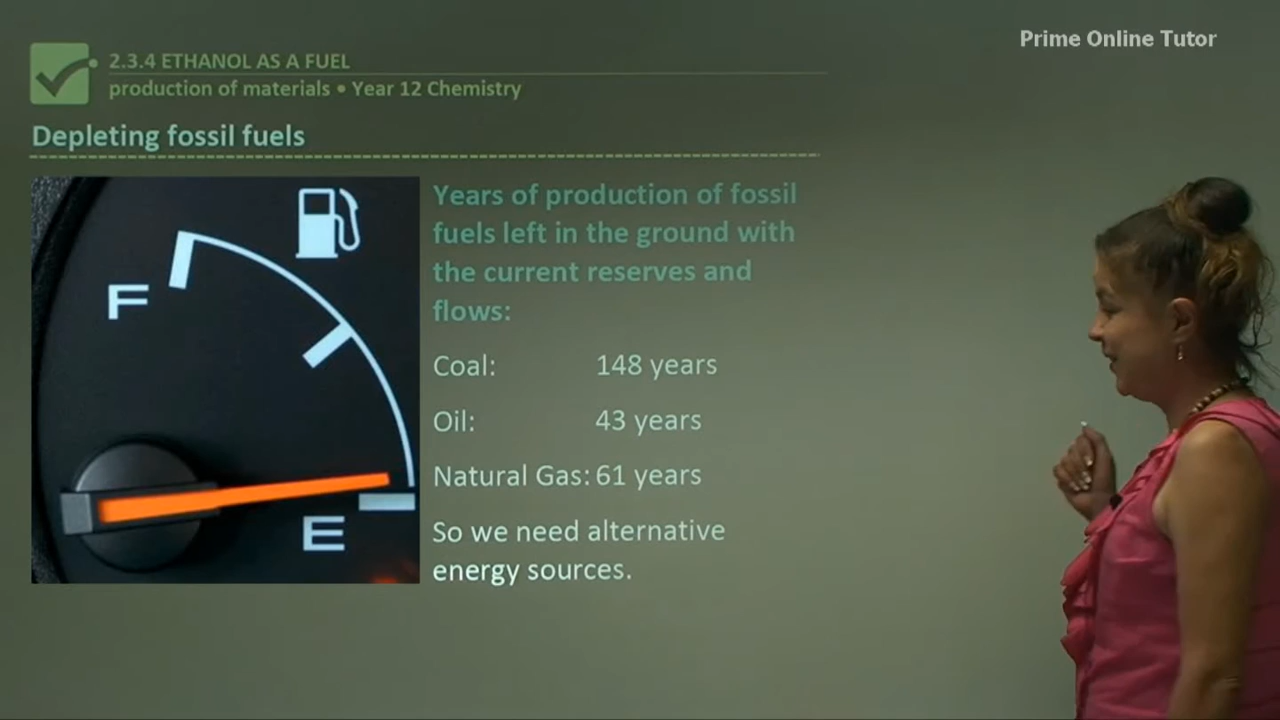 Prime Online Tutor
2.3.4 ETHANOL AS A FUEL
production of materials • Year 12 Chemistry
Depleting fossil fuels
F
E
Years of production of fossil
fuels left in the ground with
the current reserves and
flows:
Coal: 148 years
Oil: 43 years
Natural Gas: 61 years
So we need alternative
energy sources.